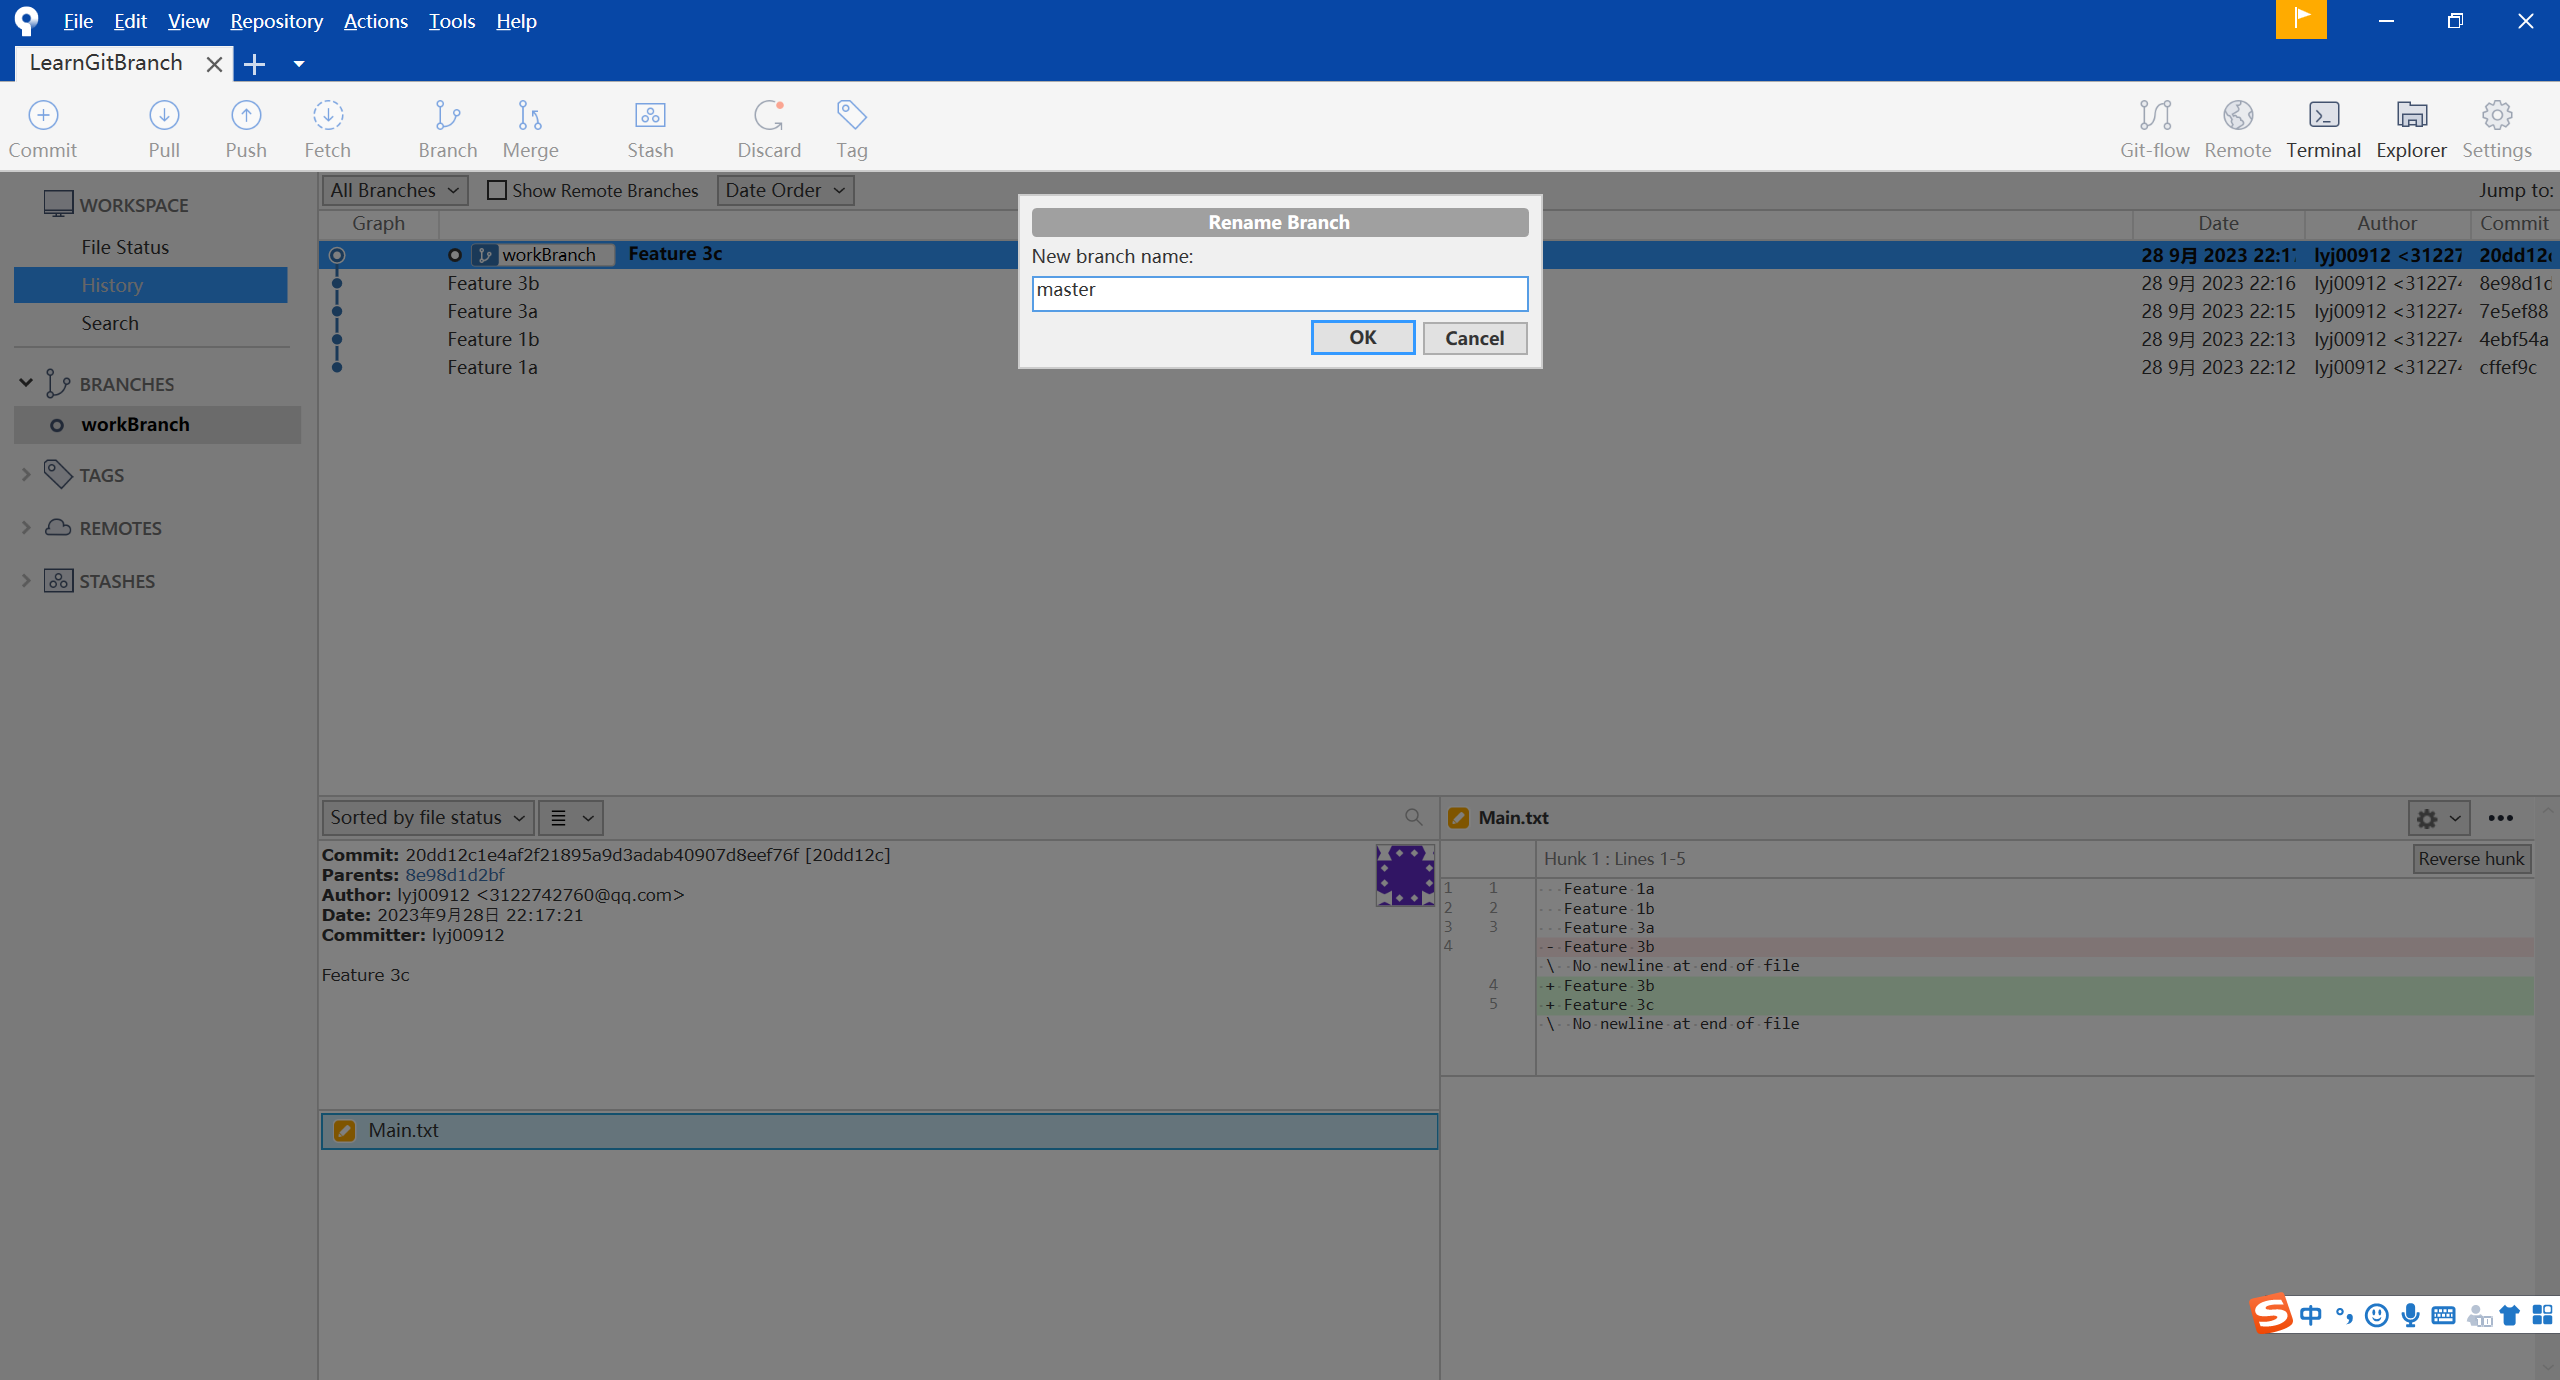 File Edit View Repository Actions Tools Help
LearnGitBranch
Commit Pull Push Fetch Branch Merge Stash Discard Tag Git-flow Remote Terminal Explorer Settings
WORKSPACE
File Status
History
Search
BRANCHES
workBranch
TAGS
REMOTES
STASHES
All Branches Show Remote Branches Date Order Jump to:
Graph Date Author Commit
workBranch Feature 3c 28 9月 2023 22:1 lyj00912 <31227 20dd12
Feature 3b 28 9月 2023 22:16 lyj00912 <31227 8e98d1
Feature 3a 28 9月 2023 22:15 lyj00912 <31227 7e5ef88
Feature 1b 28 9月 2023 22:13 lyj00912 <31227 4ebf54a
Feature 1a 28 9月 2023 22:12 lyj00912 <31227 cffef9c
Rename Branch
New branch name:
master
OK Cancel
Sorted by file status
Commit: 20dd12c1e4af2f21895a9d3adab40907d8eef76f [20dd12c]
Parents: 8e98d1d2bf
Author: lyj00912 <3122742760@qq.com>
Date: 2023年9月28日 22:17:21
Committer: lyj00912
Feature 3c
Main.txt
Main.txt
Hunk 1 : Lines 1-5 Reverse hunk
1 1 Feature 1a
2 2 Feature 1b
3 3 Feature 3a
4 - Feature 3b
\ No newline at end of file
4 + Feature 3b
5 + Feature 3c
\ No newline at end of file
S 中